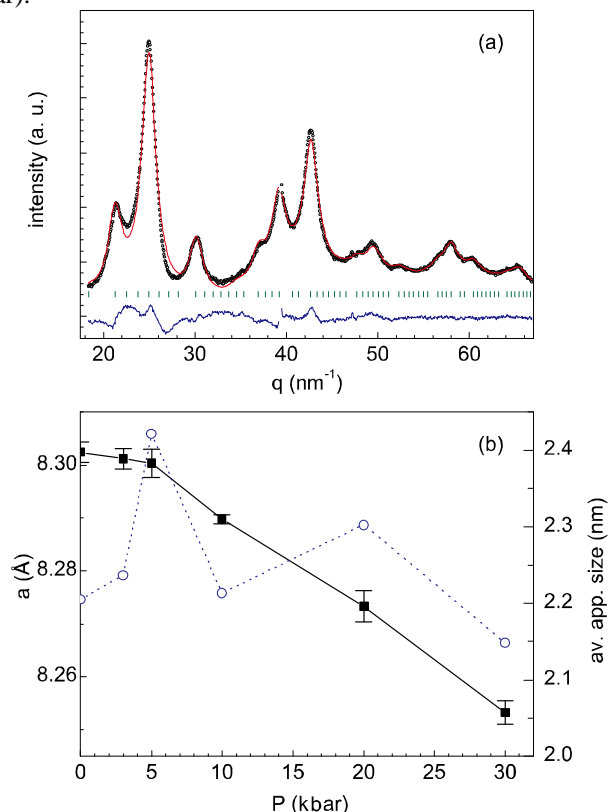 ar).
(a)
intensity (a. u.)
20 30 40 50 60
q (nm-1)
(b)
8.30
8.28
8.26
a (Å)
2.4
2.3
2.2
2.1
2.0
av. app. size (nm)
0 5 10 15 20 25 30
P (kbar)